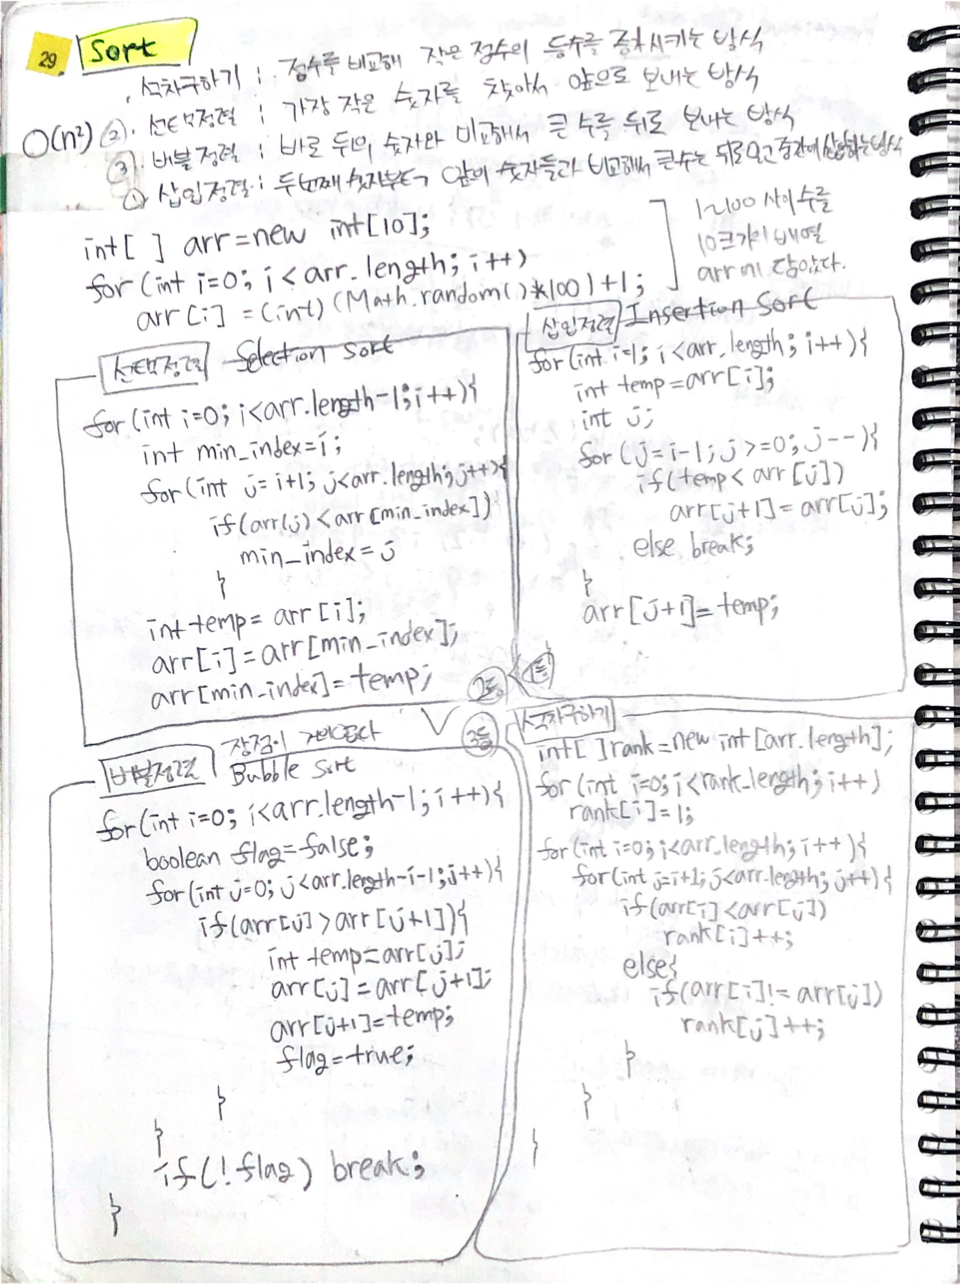 29 Sort
석차구하기 : 점수를 비교해 작은 점수의 등수를 증가시키는 방식
O(n²) ②. 선택정렬 : 가장 작은 숫자를 찾아서 앞으로 보내는 방식
③. 버블정렬 : 바로 뒤의 숫자와 비교해서 큰 수를 뒤로 보내는 방식
① 삽입정렬 : 두번째 숫자부터 앞의 숫자들과 비교해서 큰수는 뒤로 밀고 중간에 삽입하는 방식
int[ ] arr=new int[10];
for(int i=0; i<arr.length; i++)
arr[i] = (int)(Math.random()*100)+1;
1~100 사이 수를
10크기의 배열
arr에 담았다.
선택정렬 Selection Sort
for(int i=0; i<arr.length-1; i++){
int min_index=i;
for(int j=i+1; j<arr.length; j++){
if(arr(j)<arr[min_index]){
min_index=j
}
int temp= arr[i];
arr[i]=arr[min_index];
arr[min_index]=temp;
2등
삽입정렬 Insertion Sort
for(int i=1; i<arr.length; i++){
int temp=arr[i];
int j;
for(j=i-1; j>=0; j--){
if(temp<arr[j])
arr[j+1]=arr[j];
else break;
}
arr[j+1]=temp;
}
1등
버블정렬
Bubble Sort
3등
for(int i=0; i<arr.length-1; i++){
boolean flag=false;
for(int j=0; j<arr.length-i-1; j++){
if(arr[j]>arr[j+1]){
int temp=arr[j];
arr[j]=arr[j+1];
arr[j+1]=temp;
flag=true;
}
}
if(!flag) break;
}
석차구하기
int[ ]rank=new int[arr.length];
for(int i=0; i<rank.length; i++)
rank[i]=1;
for(int i=0; i<arr.length; i++){
for(int j=i+1; j<arr.length; j++){
if(arr[i]<arr[j])
rank[i]++;
else{
if(arr[i]!=arr[j])
rank[j]++;
}
}
}